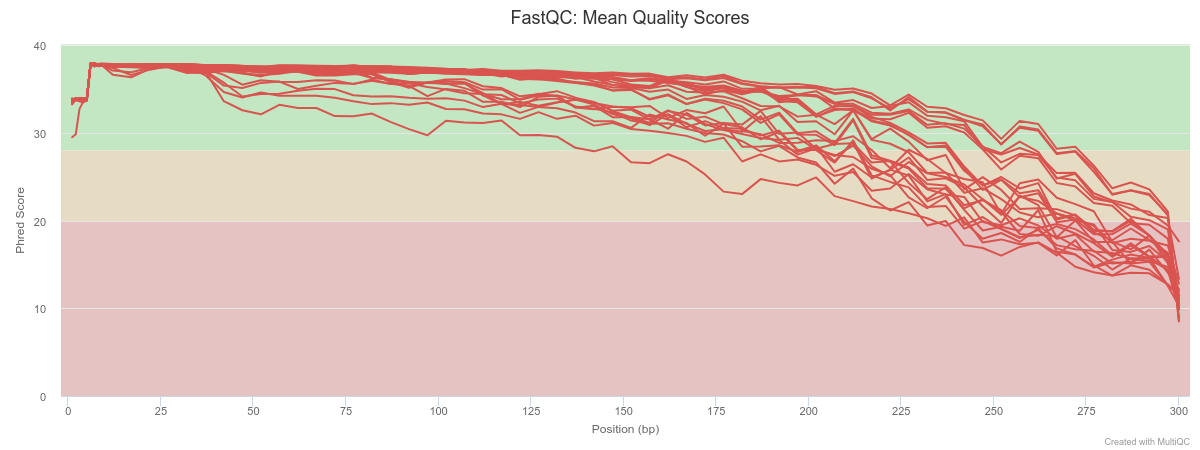 FastQC: Mean Quality Scores
40
30
20
10
0
Phred Score
0 25 50 75 100 125 150 175 200 225 250 275 300
Position (bp)
Created with MultiQC